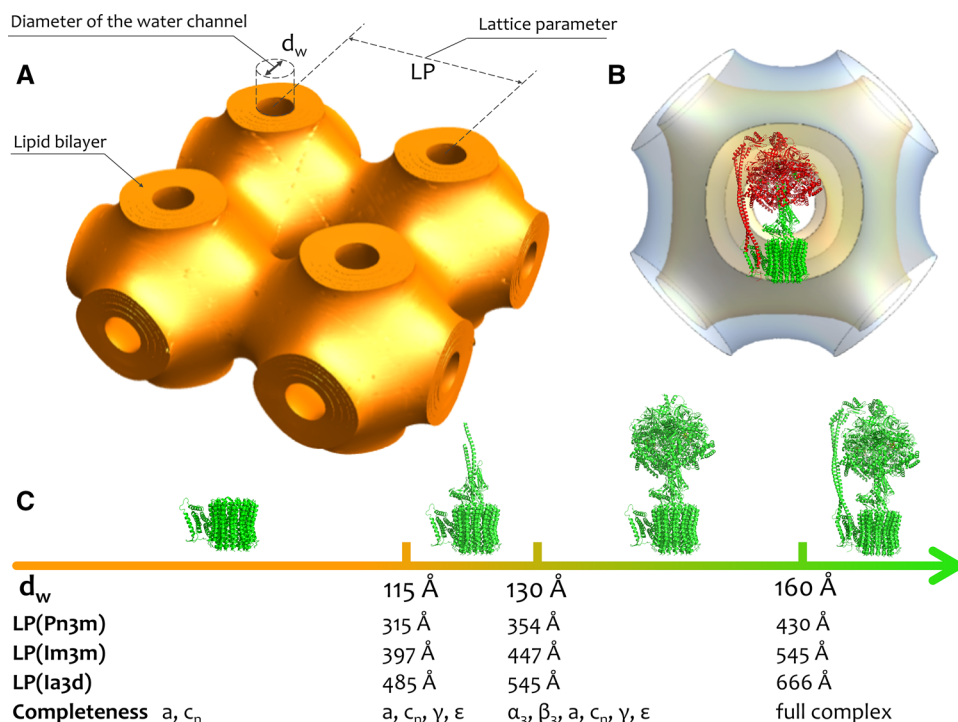 Diameter of the water channel
d_w
Lattice parameter
A
LP
B
Lipid bilayer
C
d_w 115 Å 130 Å 160 Å
LP(Pn3m) 315 Å 354 Å 430 Å
LP(Im3m) 397 Å 447 Å 545 Å
LP(Ia3d) 485 Å 545 Å 666 Å
Completeness a, c_n a, c_n, γ, ε α_3, β_3, a, c_n, γ, ε full complex